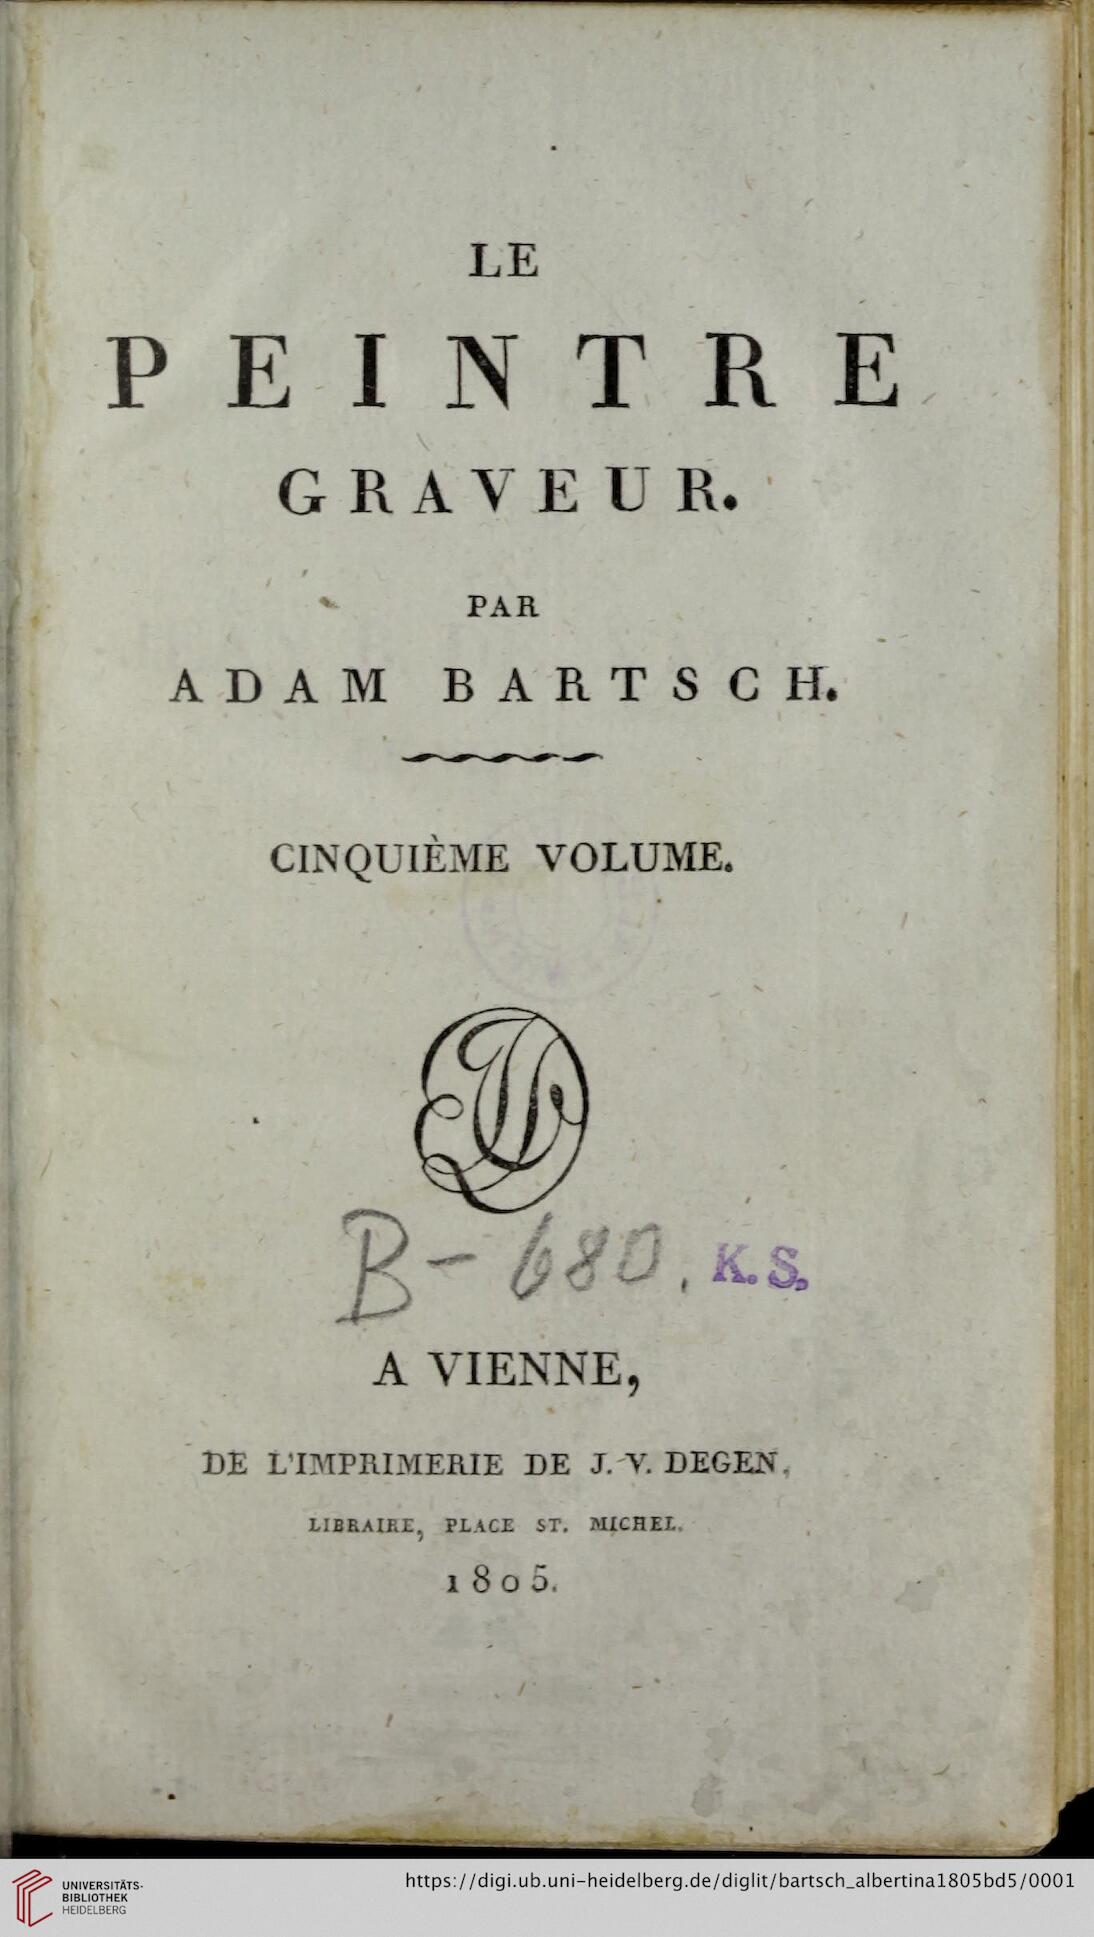 LE
PEINTRE
GRAVEUR.
PAR
ADAM BARTSCH.
CINQUIÈME VOLUME.
B-680. K.S.
A VIENNE,
DE L'IMPRIMERIE DE J. V. DEGEN,
LIBRAIRE, PLACE ST. MICHEL.
1805.
UNIVERSITÄTS-
BIBLIOTHEK
HEIDELBERG
https://digi.ub.uni-heidelberg.de/diglit/bartsch_albertina1805bd5/0001